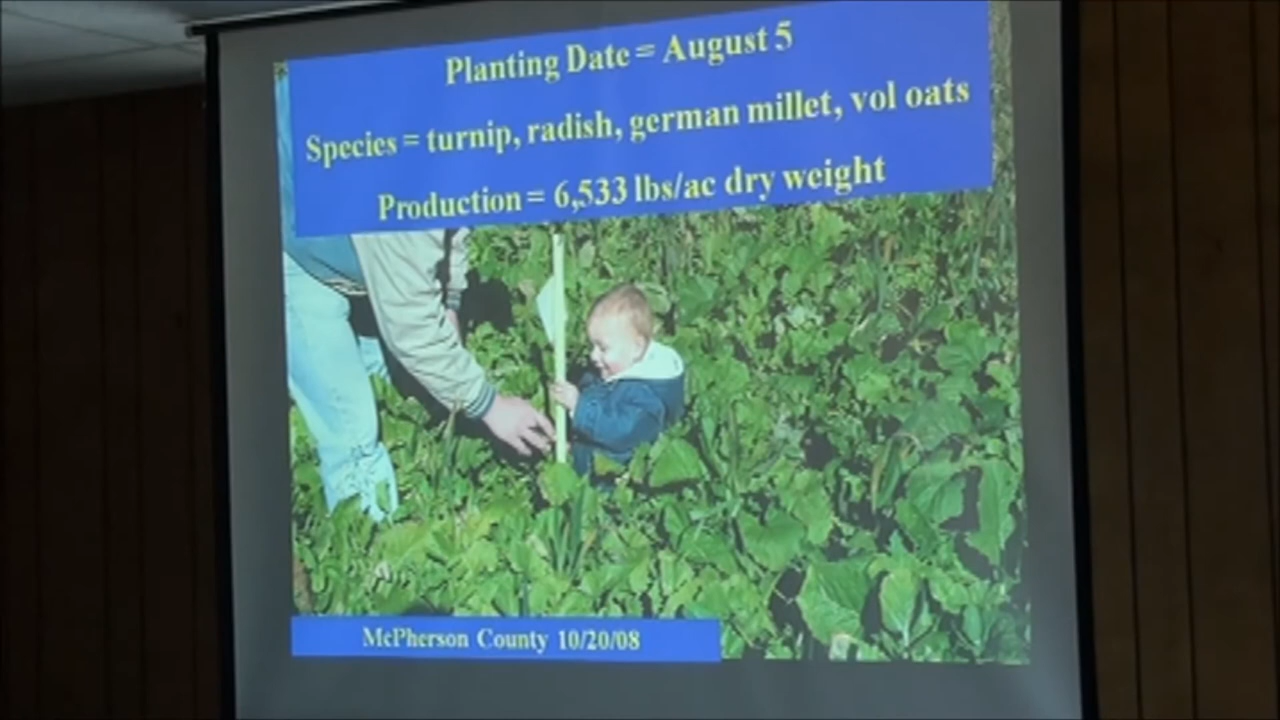 Planting Date = August 5
Species = turnip, radish, german millet, vol oats
Production = 6,533 lbs/ac dry weight
McPherson County 10/20/08